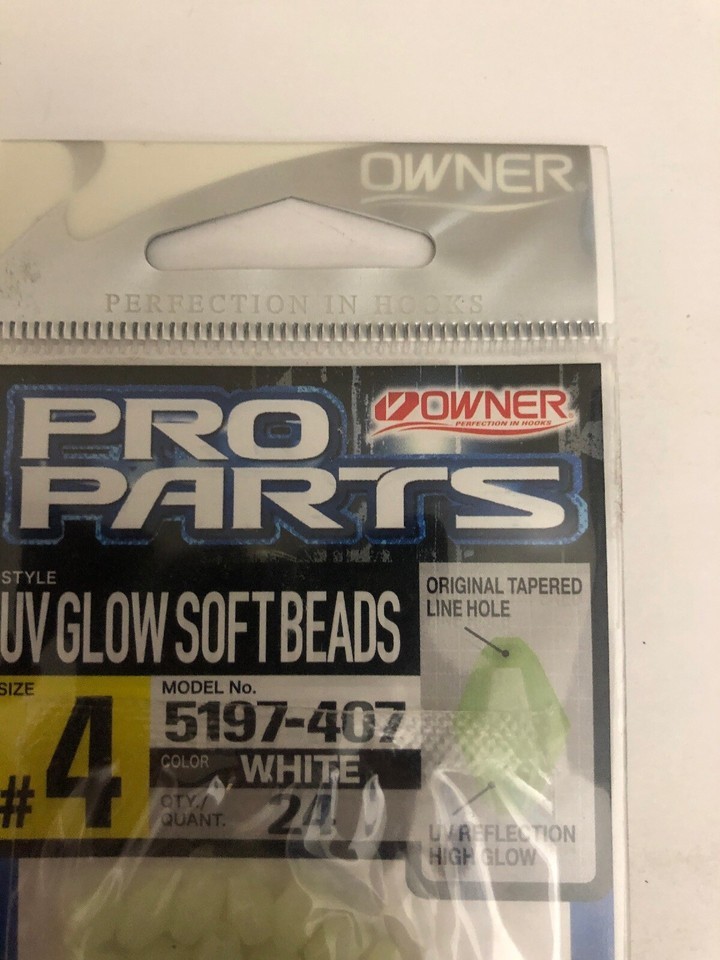 OWNER
PERFECTION IN HOOKS
PRO
PARTS
OWNER
PERFECTION IN HOOKS
STYLE
UV GLOW SOFT BEADS
SIZE
#4
MODEL No.
5197-407
COLOR WHITE
QTY./
QUANT. 24
ORIGINAL TAPERED
LINE HOLE
UV REFLECTION
HIGH GLOW